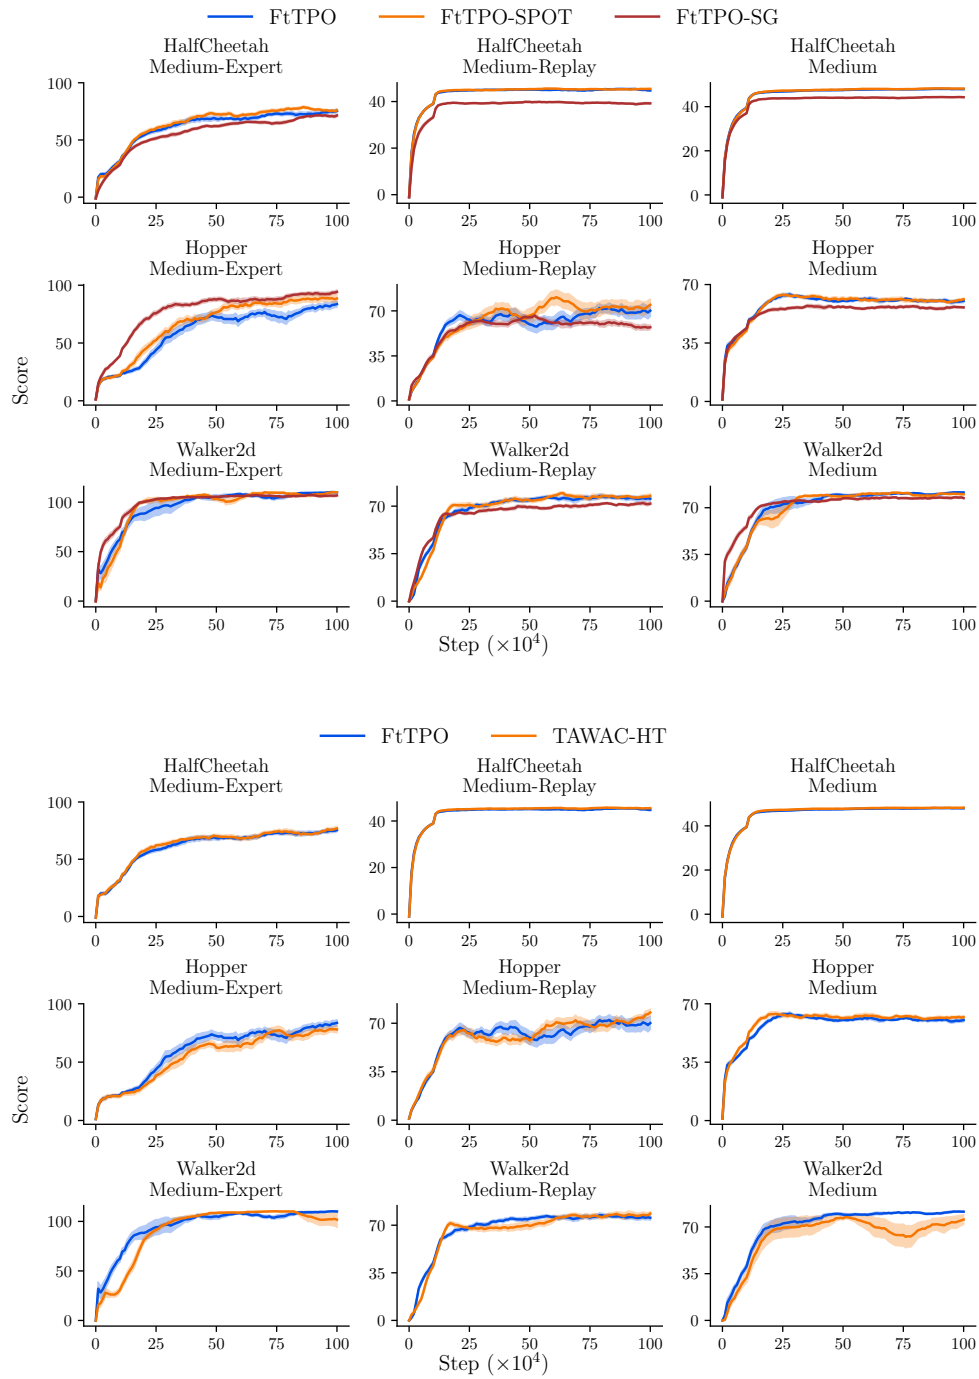 FtTPO FtTPO-SPOT FtTPO-SG
HalfCheetah
Medium-Expert
HalfCheetah
Medium-Replay
HalfCheetah
Medium
100
50
0
40
20
0
40
20
0
0 25 50 75 100
0 25 50 75 100
0 25 50 75 100
Hopper
Medium-Expert
Hopper
Medium-Replay
Hopper
Medium
100
50
0
70
35
0
70
35
0
0 25 50 75 100
0 25 50 75 100
0 25 50 75 100
Score
Walker2d
Medium-Expert
Walker2d
Medium-Replay
Walker2d
Medium
100
50
0
70
35
0
70
35
0
0 25 50 75 100
0 25 50 75 100
0 25 50 75 100
Step (×10⁴)
FtTPO TAWAC-HT
HalfCheetah
Medium-Expert
HalfCheetah
Medium-Replay
HalfCheetah
Medium
100
50
0
40
20
0
40
20
0
0 25 50 75 100
0 25 50 75 100
0 25 50 75 100
Hopper
Medium-Expert
Hopper
Medium-Replay
Hopper
Medium
100
50
0
70
35
0
70
35
0
0 25 50 75 100
0 25 50 75 100
0 25 50 75 100
Score
Walker2d
Medium-Expert
Walker2d
Medium-Replay
Walker2d
Medium
100
50
0
70
35
0
70
35
0
0 25 50 75 100
0 25 50 75 100
0 25 50 75 100
Step (×10⁴)